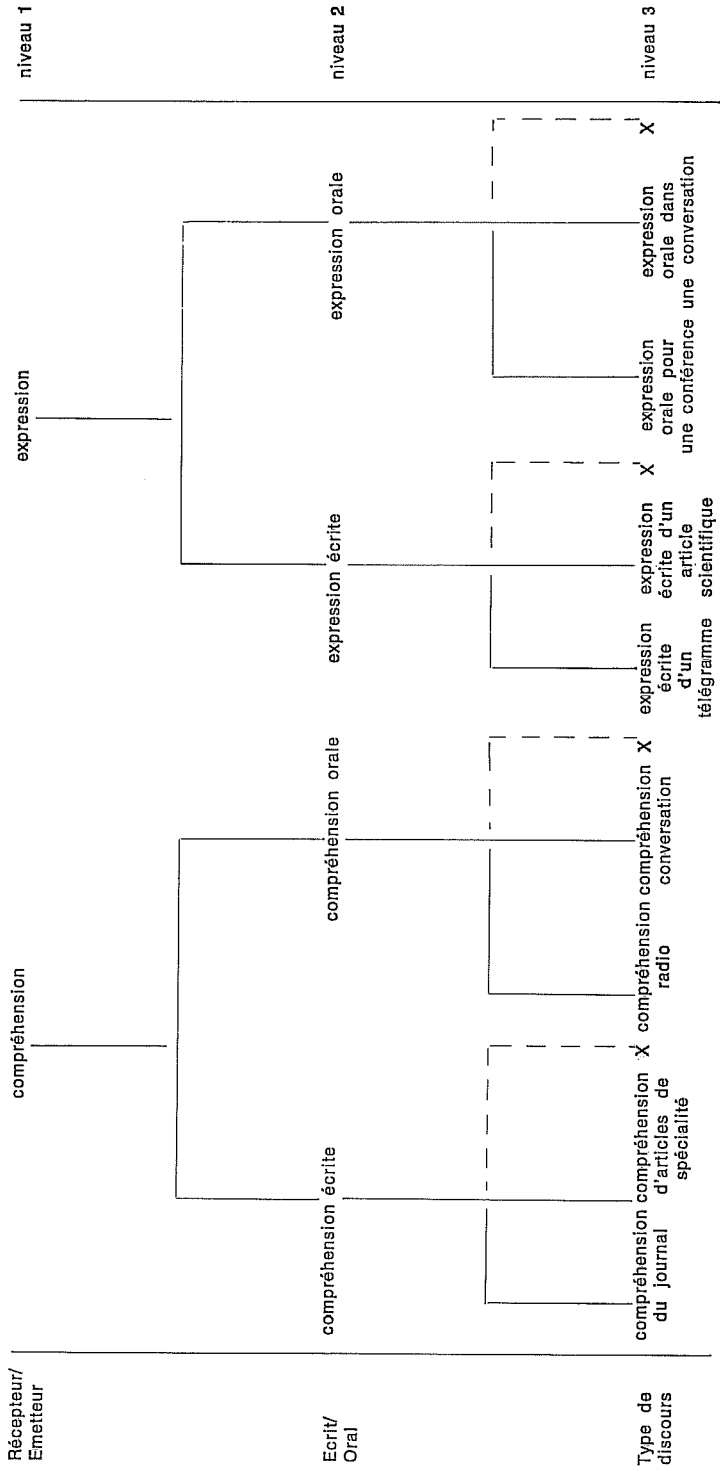 Récepteur/
Emetteur
compréhension
expression
niveau 1
Ecrit/
Oral
compréhension écrite
compréhension orale
expression écrite
expression orale
niveau 2
Type de
discours
compréhension
du journal
compréhension
d'articles de
spécialité
X
compréhension
radio
compréhension
conversation
X
expression
écrite
d'un
télégramme
expression
écrite d'un
article
scientifique
X
expression
orale pour
une conférence
expression
orale dans
une conversation
X
niveau 3